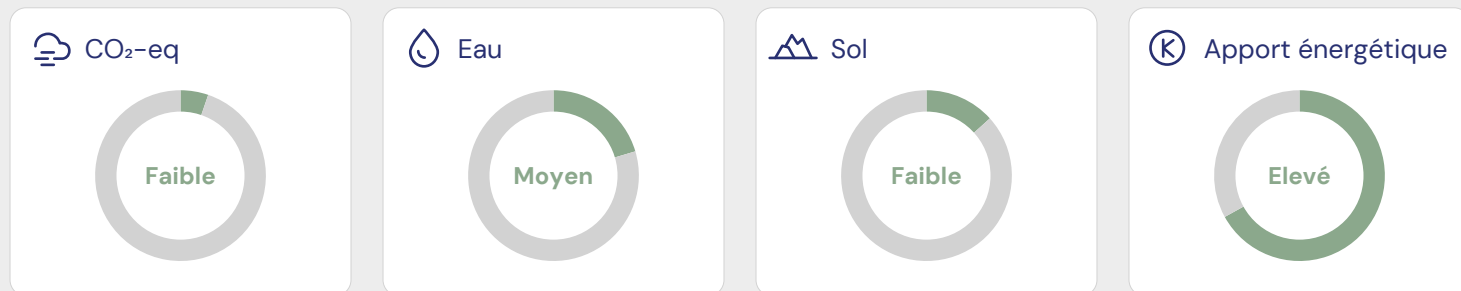 CO₂-eq
Faible
Eau
Moyen
Sol
Faible
Apport énergétique
Elevé